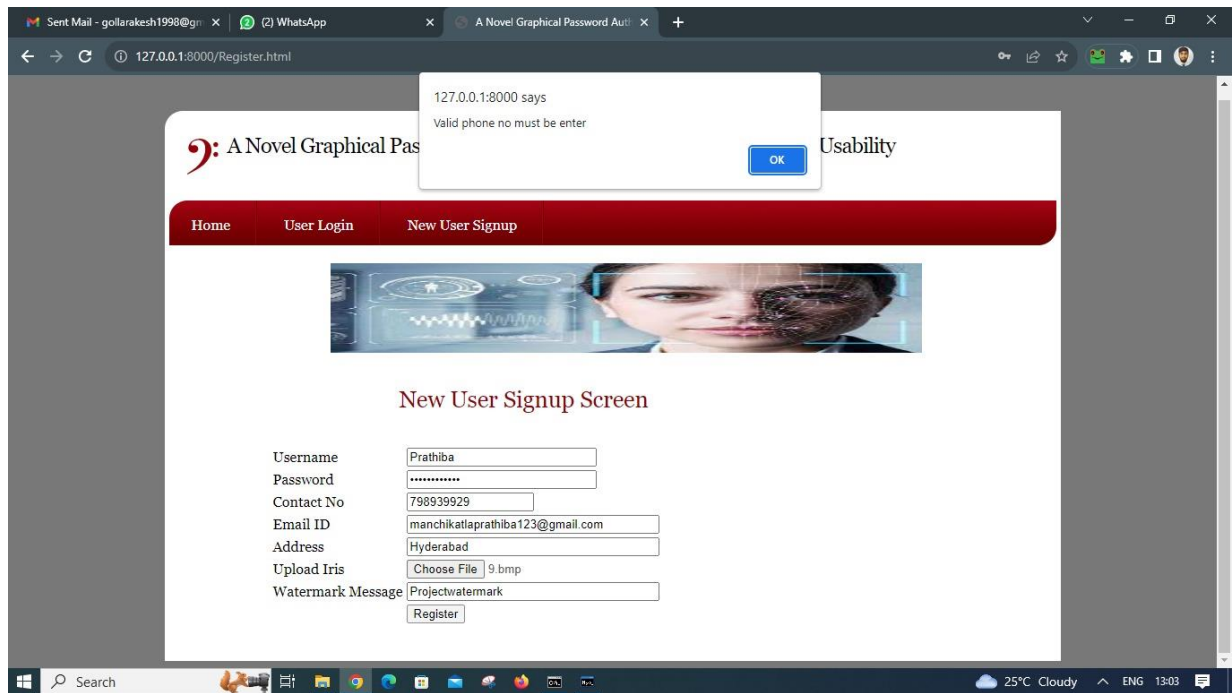 Sent Mail - gollarakesh1998@gm
(2) WhatsApp
A Novel Graphical Password Auth
127.0.0.1:8000/Register.html
127.0.0.1:8000 says
Valid phone no must be enter
OK
A Novel Graphical Pas Usability
Home User Login New User Signup
New User Signup Screen
Username Prathiba
Password ••••••••••••
Contact No 798939929
Email ID manchikatlaprathiba123@gmail.com
Address Hyderabad
Upload Iris Choose File 9.bmp
Watermark Message Projectwatermark
Register
Search 25°C Cloudy ENG 13:03